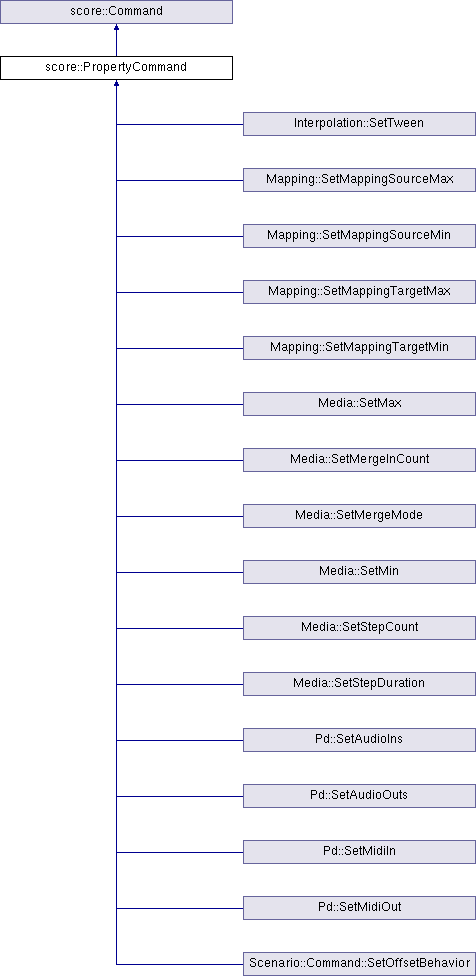 score::Command
score::PropertyCommand
Interpolation::SetTween
Mapping::SetMappingSourceMax
Mapping::SetMappingSourceMin
Mapping::SetMappingTargetMax
Mapping::SetMappingTargetMin
Media::SetMax
Media::SetMergeInCount
Media::SetMergeMode
Media::SetMin
Media::SetStepCount
Media::SetStepDuration
Pd::SetAudioIns
Pd::SetAudioOuts
Pd::SetMidiIn
Pd::SetMidiOut
Scenario::Command::SetOffsetBehavior